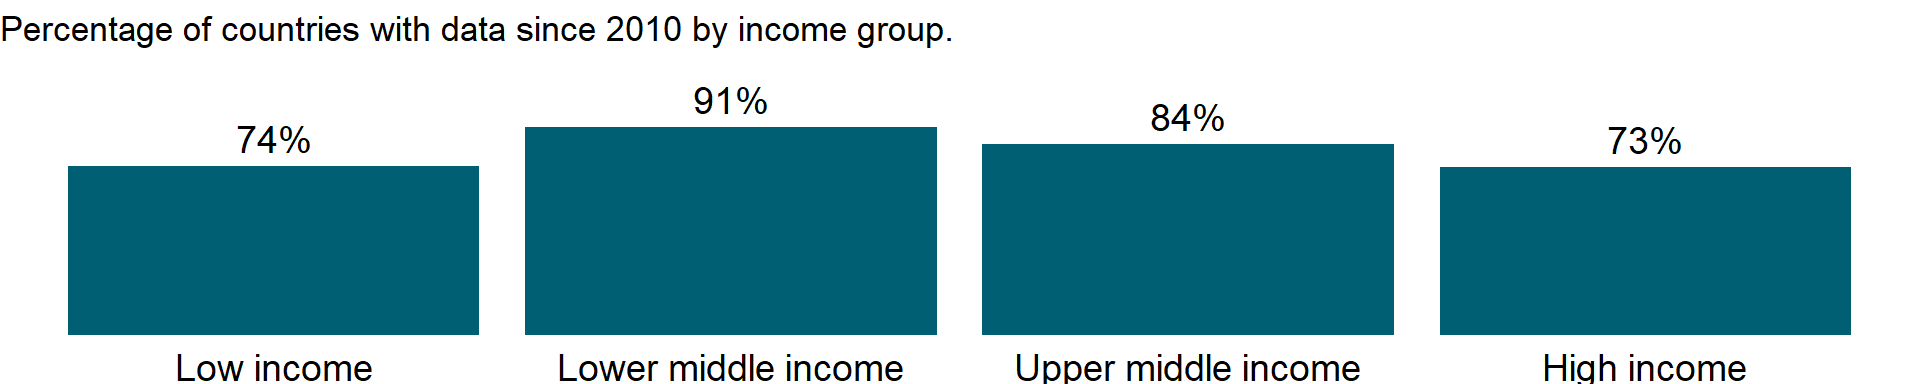 Percentage of countries with data since 2010 by income group.
74%
91%
84%
73%
Low income
Lower middle income
Upper middle income
High income